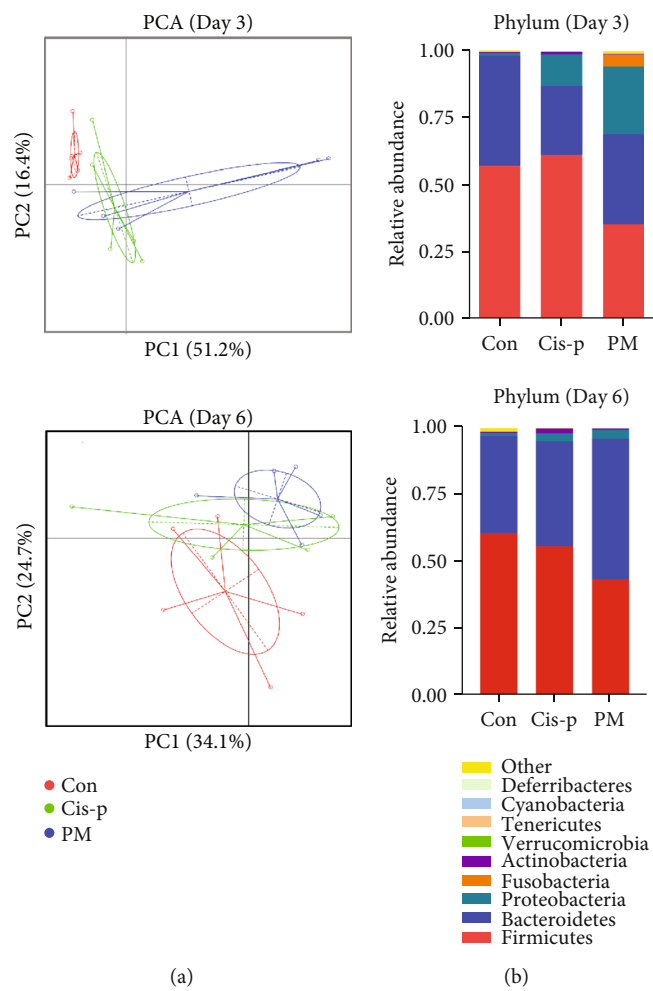 PCA (Day 3)
PC2 (16.4%)
PC1 (51.2%)
PCA (Day 6)
PC2 (24.7%)
PC1 (34.1%)
Con
Cis-p
PM
(a)
Phylum (Day 3)
Relative abundance
1.00
0.75
0.50
0.25
0.00
Con Cis-p PM
Phylum (Day 6)
Relative abundance
1.00
0.75
0.50
0.25
0.00
Con Cis-p PM
Other
Deferribacteres
Cyanobacteria
Tenericutes
Verrucomicrobia
Actinobacteria
Fusobacteria
Proteobacteria
Bacteroidetes
Firmicutes
(b)